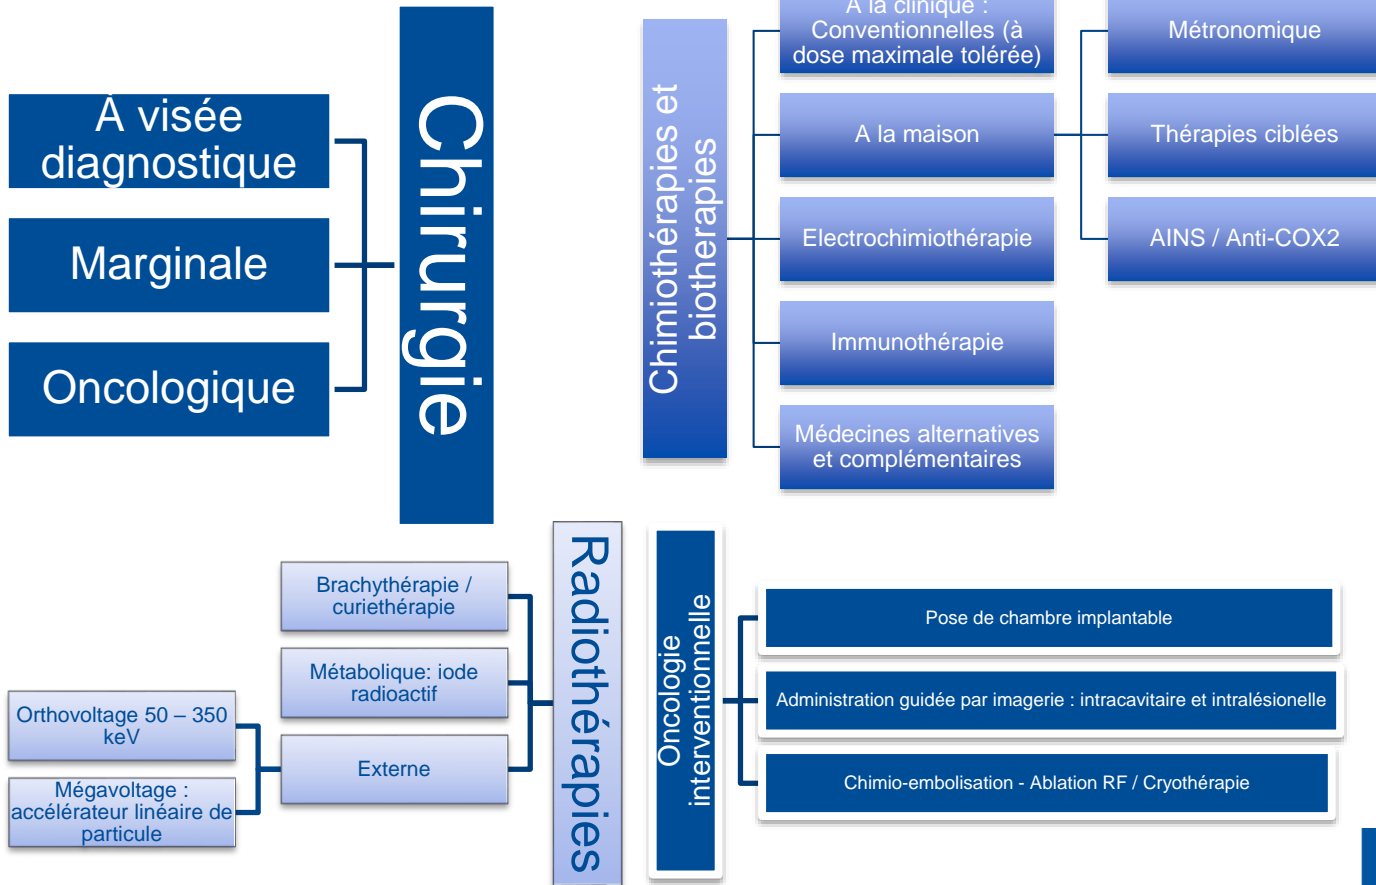 À visée
diagnostique
Marginale
Oncologique
Chirurgie
Chimiothérapies et
biotherapies
A la clinique :
Conventionnelles (à
dose maximale tolérée)
A la maison
Electrochimiothérapie
Immunothérapie
Médecines alternatives
et complémentaires
Métronomique
Thérapies ciblées
AINS / Anti-COX2
Radiothérapies
Brachythérapie /
curiethérapie
Métabolique: iode
radioactif
Externe
Orthovoltage 50 – 350
keV
Mégavoltage :
accélérateur linéaire de
particule
Oncologie
interventionnelle
Pose de chambre implantable
Administration guidée par imagerie : intracavitaire et intralésionelle
Chimio-embolisation - Ablation RF / Cryothérapie